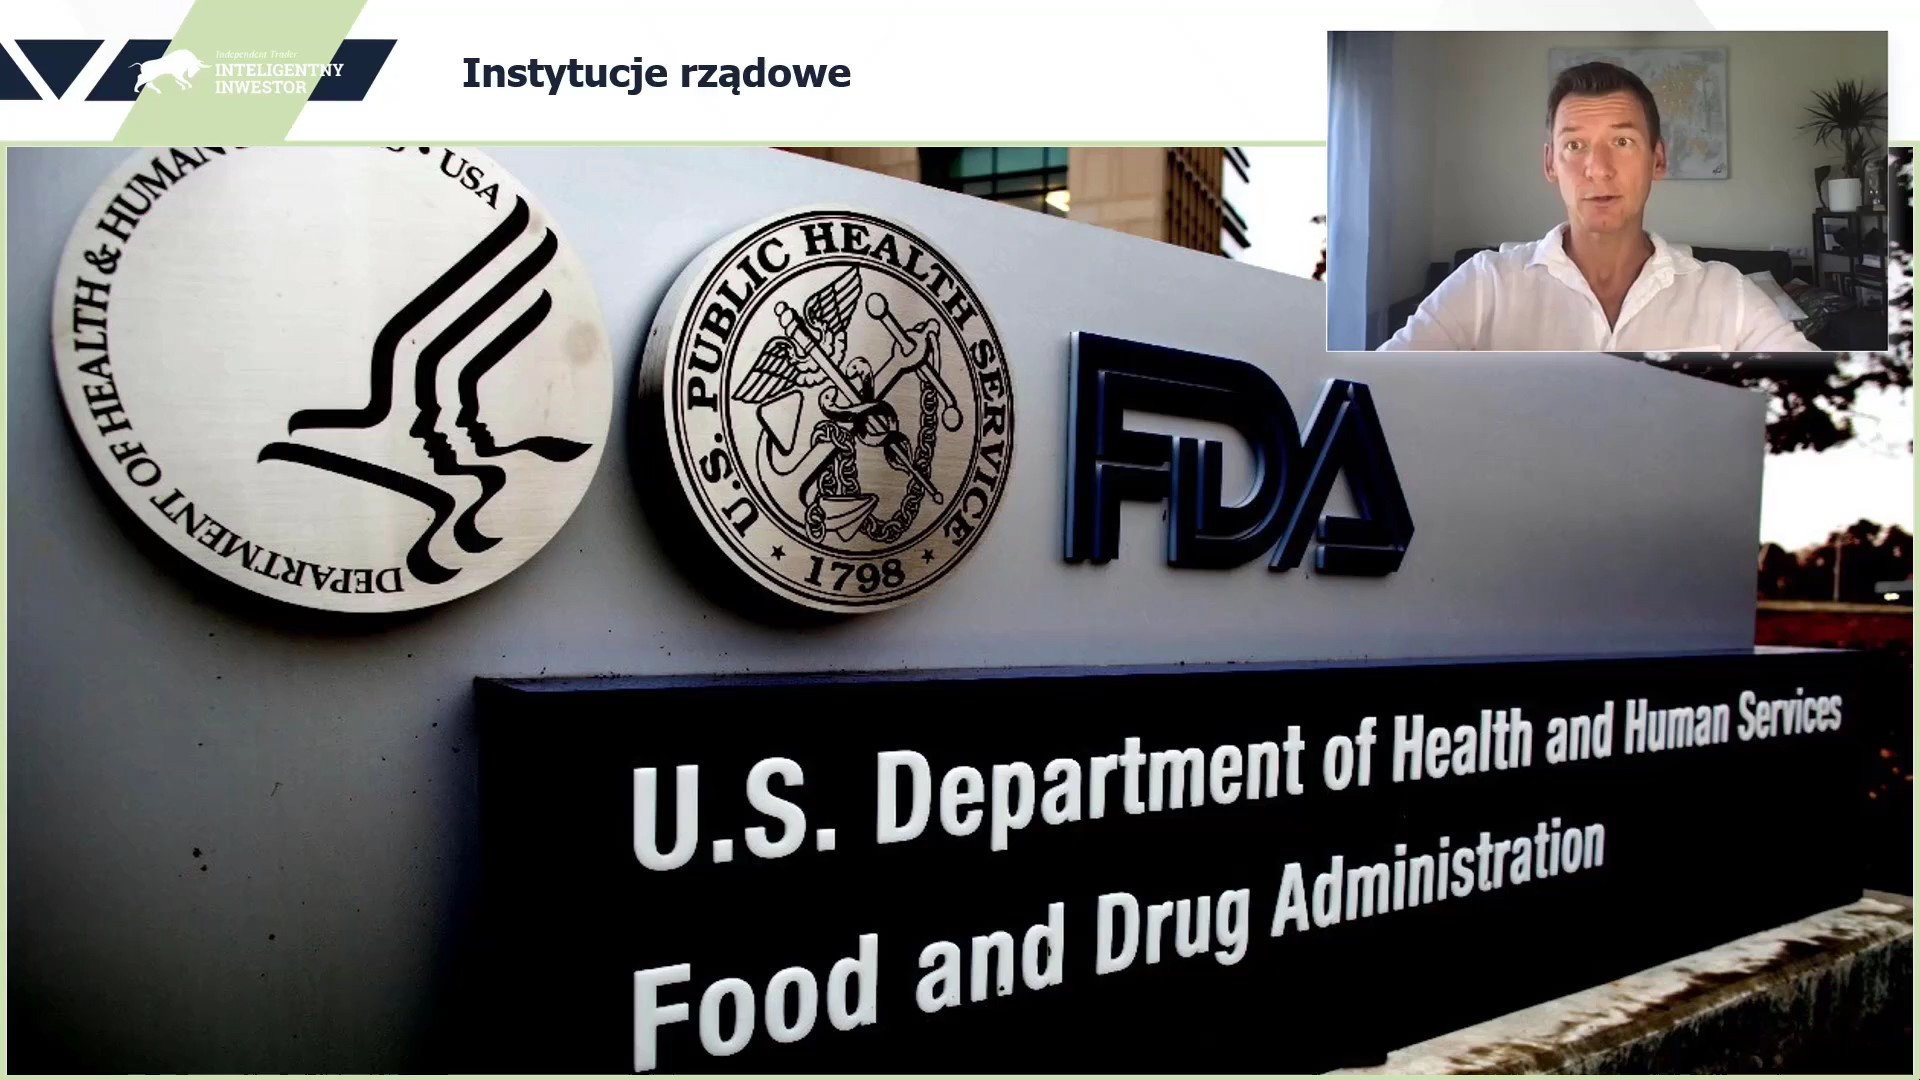 Independent Trader
INTELIGENTNY
INWESTOR
Instytucje rządowe
DEPARTMENT OF HEALTH & HUMAN
• USA
U.S. PUBLIC HEALTH SERVICE
1798
FDA
U.S. Department of Health and Human Services
Food and Drug Administration